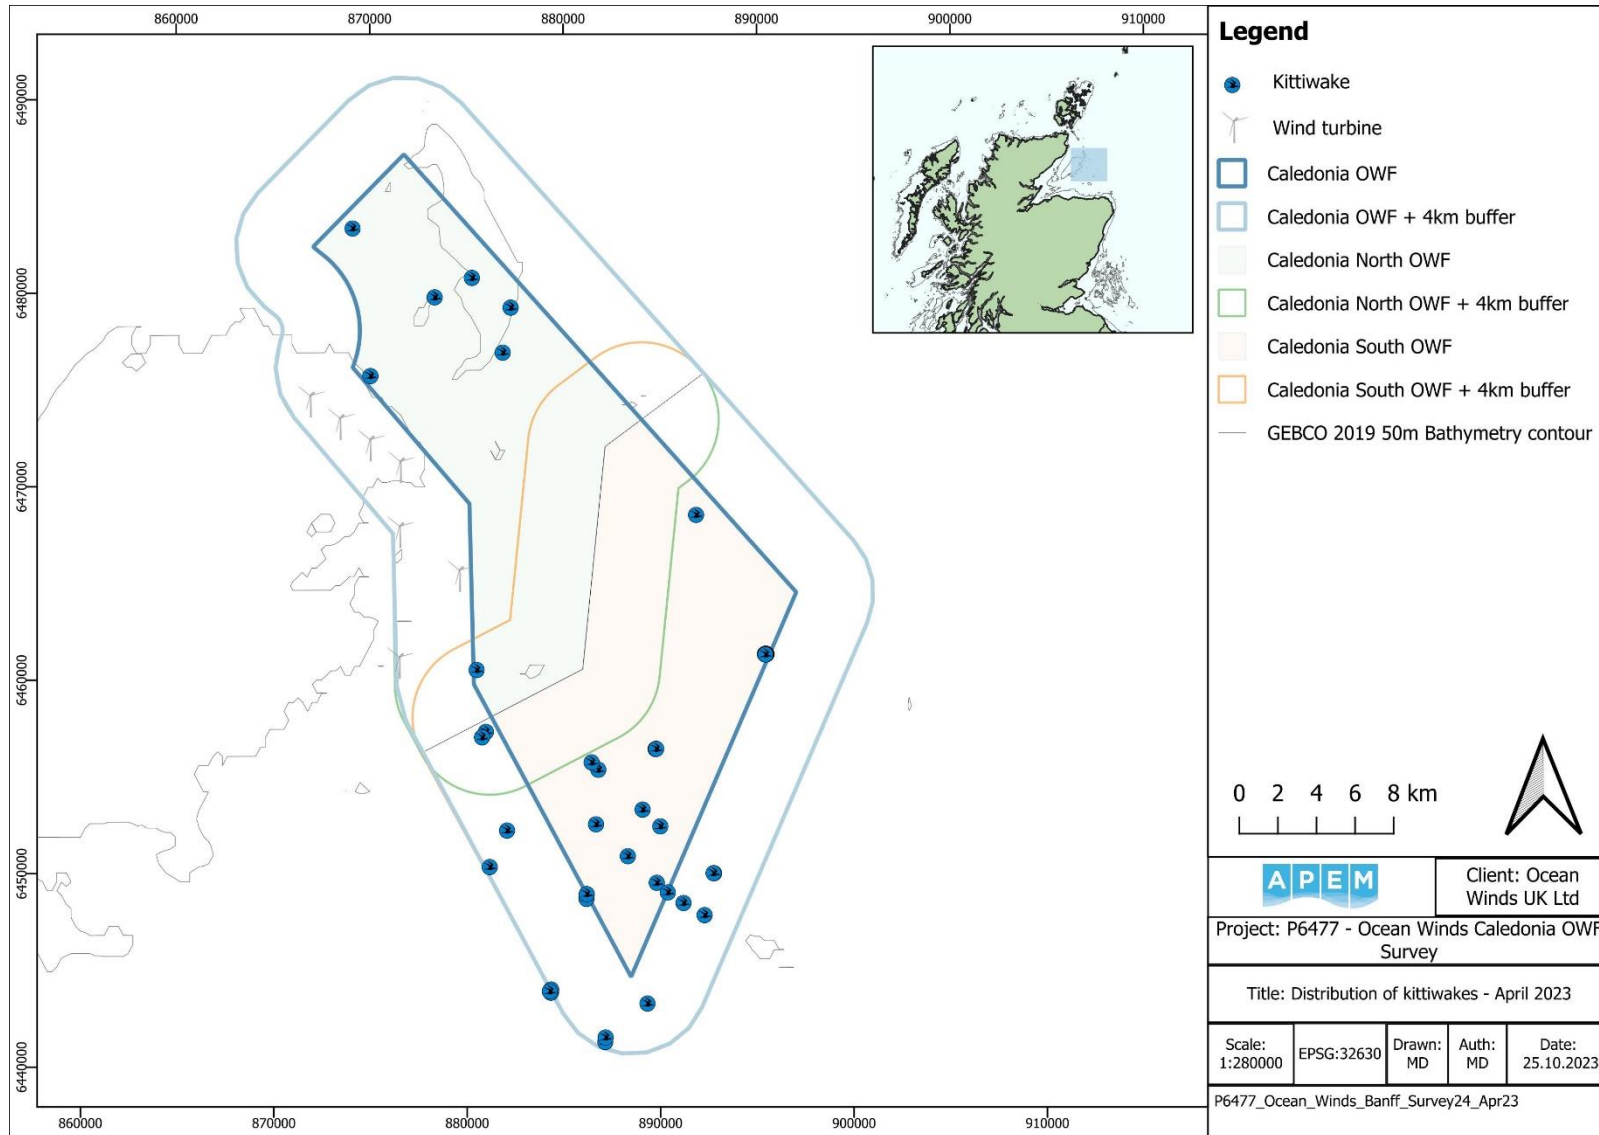 860000 870000 880000 890000 900000 910000
6490000
6480000
6470000
6460000
6450000
6440000
860000 870000 880000 890000 900000 910000
Legend
Kittiwake
Wind turbine
Caledonia OWF
Caledonia OWF + 4km buffer
Caledonia North OWF
Caledonia North OWF + 4km buffer
Caledonia South OWF
Caledonia South OWF + 4km buffer
GEBCO 2019 50m Bathymetry contour
0 2 4 6 8 km
APEM
Client: Ocean
Winds UK Ltd
Project: P6477 - Ocean Winds Caledonia OWF
Survey
Title: Distribution of kittiwakes - April 2023
Scale:
1:280000
EPSG:32630
Drawn:
MD
Auth:
MD
Date:
25.10.2023
P6477_Ocean_Winds_Banff_Survey24_Apr23